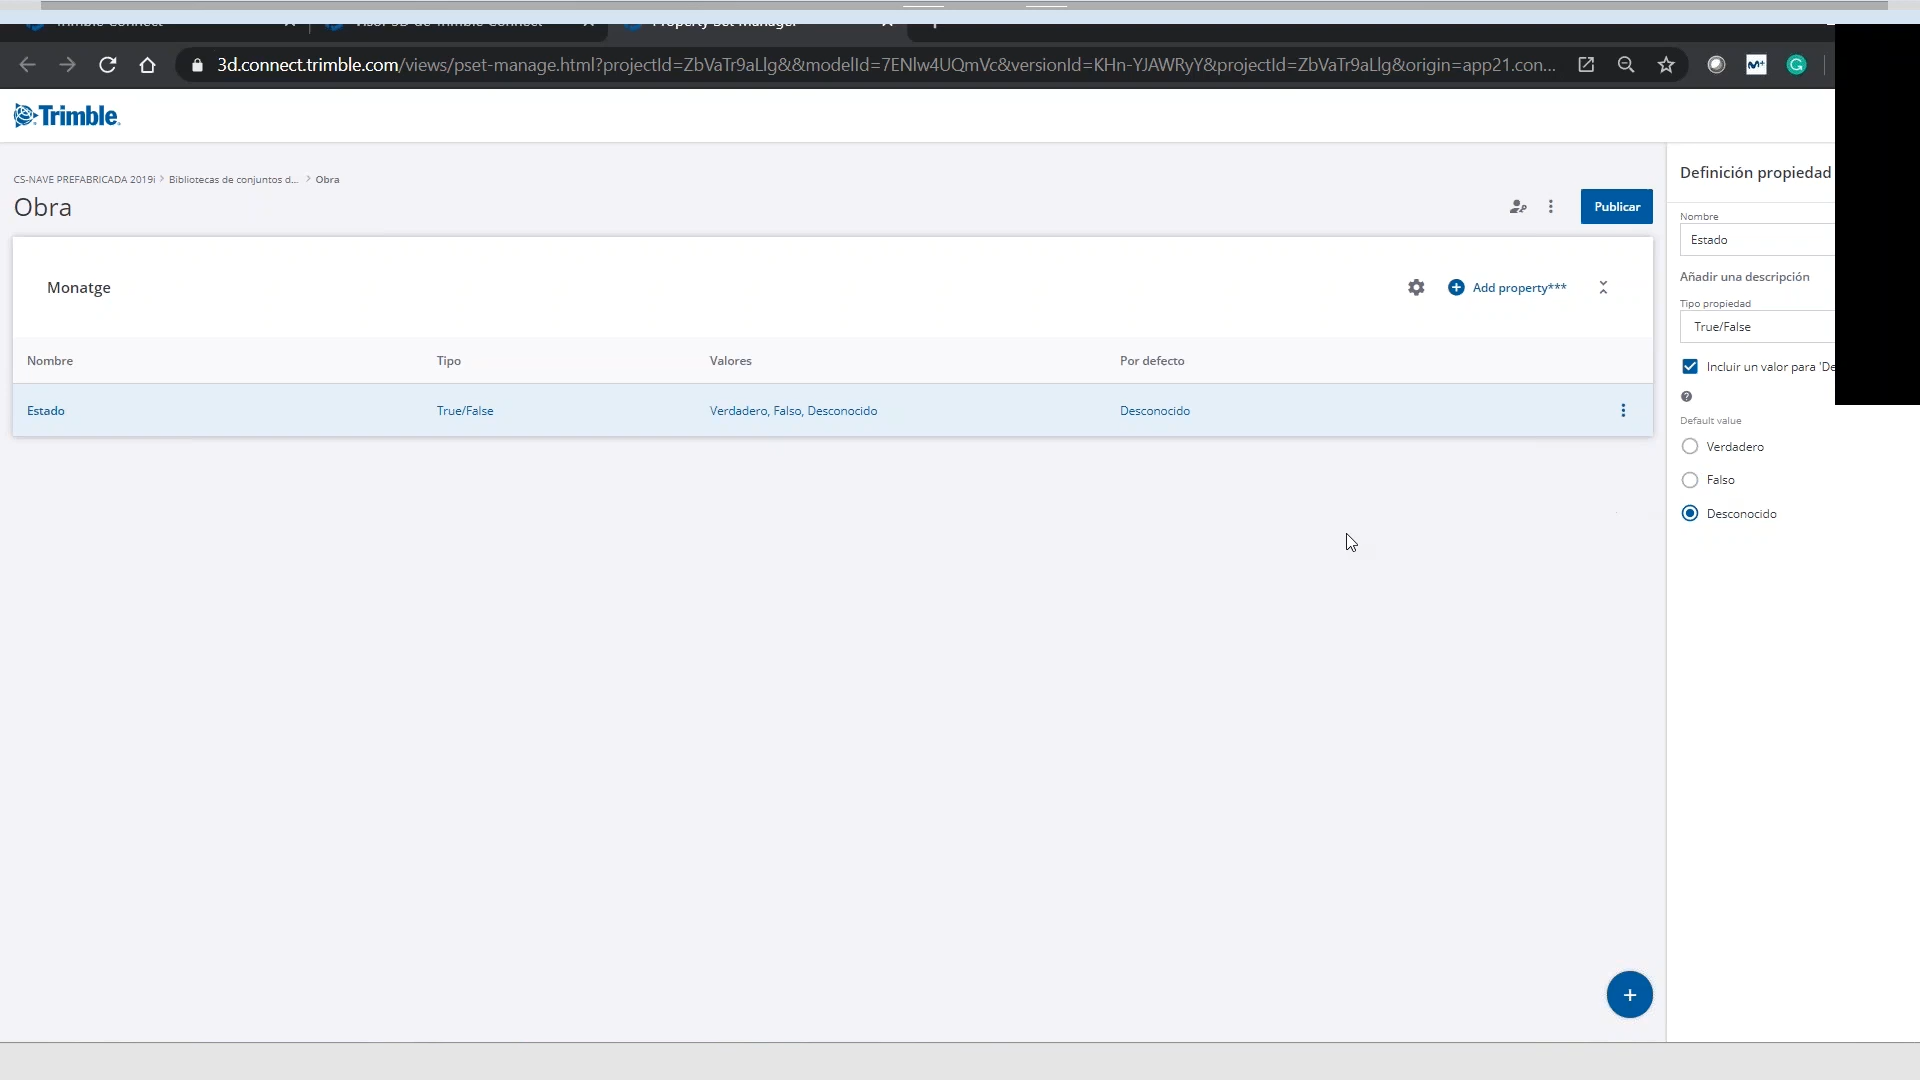 Trimble Connect
Visor 3D de Trimble Connect
Property Set Manager
3d.connect.trimble.com/views/pset-manage.html?projectId=ZbVaTr9aLlg&&modelId=7ENlw4UQmVc&versionId=KHn-YJAWRyY&projectId=ZbVaTr9aLlg&origin=app21.con...
Trimble
CS-NAVE PREFABRICADA 2019i > Bibliotecas de conjuntos d... > Obra
Obra
Publicar
Monatge
Add property***
Nombre Tipo Valores Por defecto
Estado True/False Verdadero, Falso, Desconocido Desconocido
Definición propiedad
Nombre
Estado
Añadir una descripción
Tipo propiedad
True/False
Incluir un valor para 'De
Default value
Verdadero
Falso
Desconocido